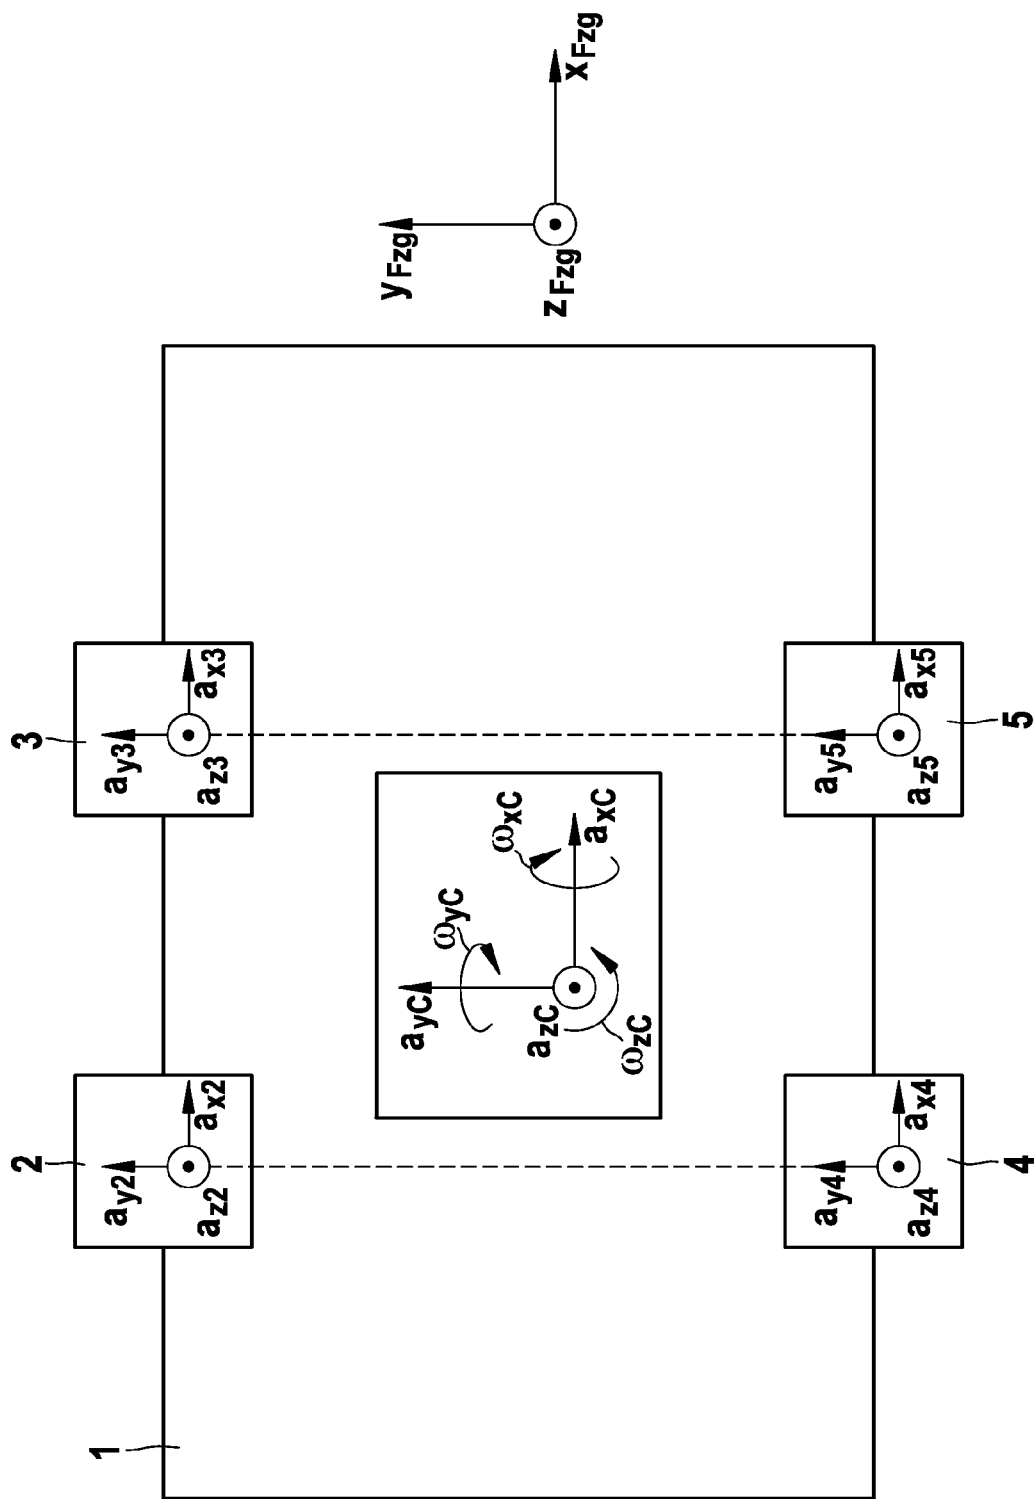 2
3
1
a_y2
a_y3
a_z2
a_x2
a_z3
a_x3
y_Fzg
a_yC
ω_yC
ω_xC
a_zC
z_Fzg
x_Fzg
a_xC
ω_zC
a_y4
a_y5
a_z4
a_x4
a_z5
a_x5
4
5